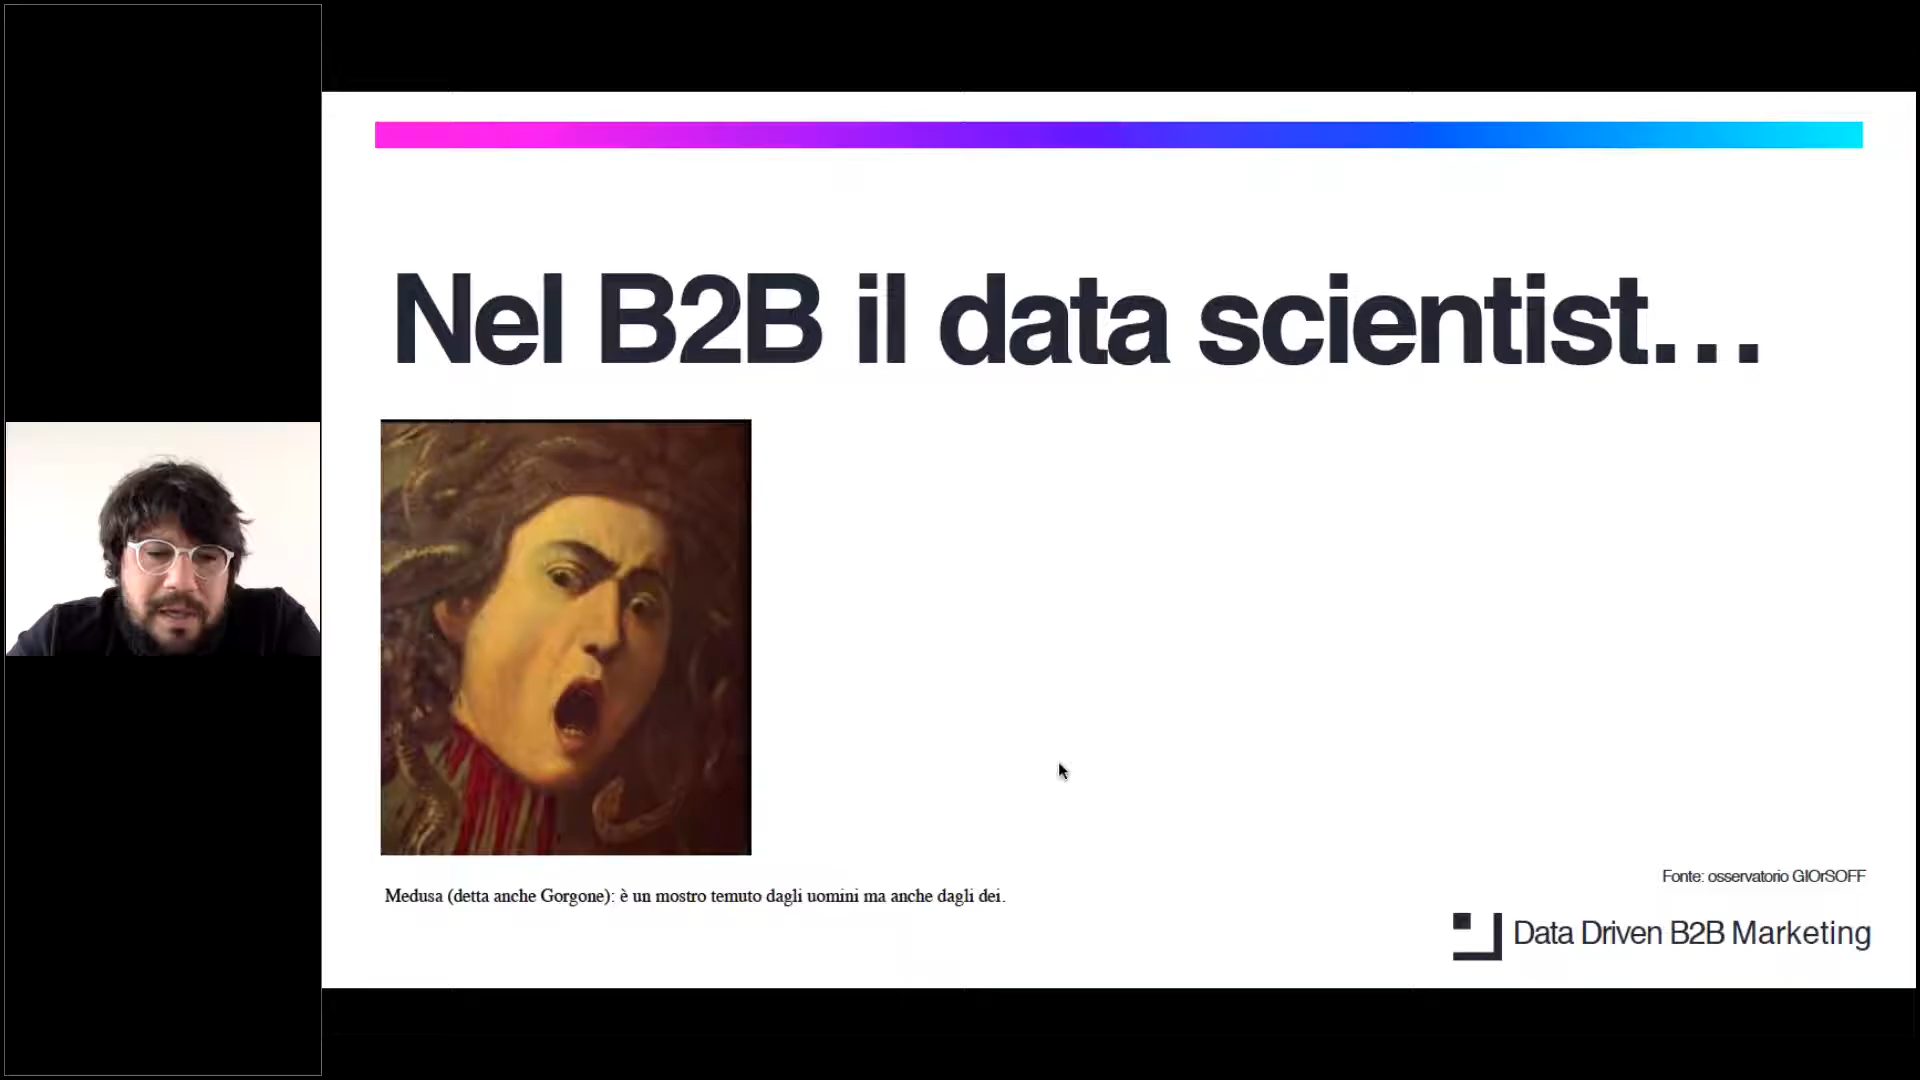 Nel B2B il data scientist...
Medusa (detta anche Gorgone): è un mostro temuto dagli uomini ma anche dagli dei.
Fonte: osservatorio GIOrSOFF
Data Driven B2B Marketing